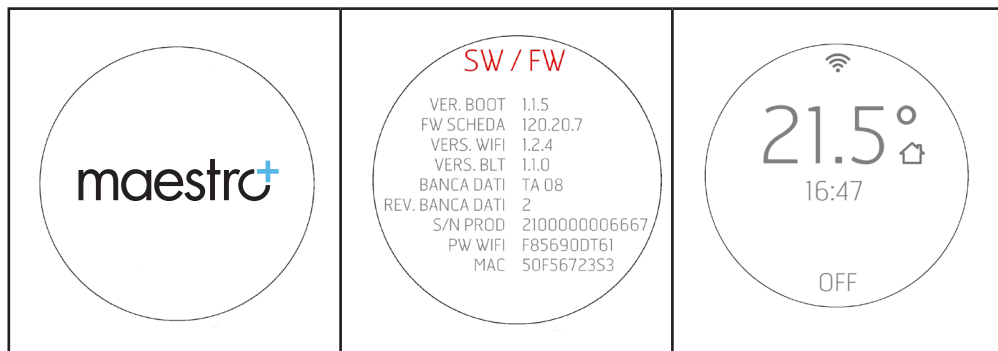 maestro+
SW / FW
VER. BOOT 1.1.5
FW SCHEDA 120.20.7
VERS. WIFI 1.2.4
VERS. BLT 1.1.0
BANCA DATI TA 08
REV. BANCA DATI 2
S/N PROD 2100000006667
PW WIFI F85690DT61
MAC 50F56723S3
21.5°
16:47
OFF